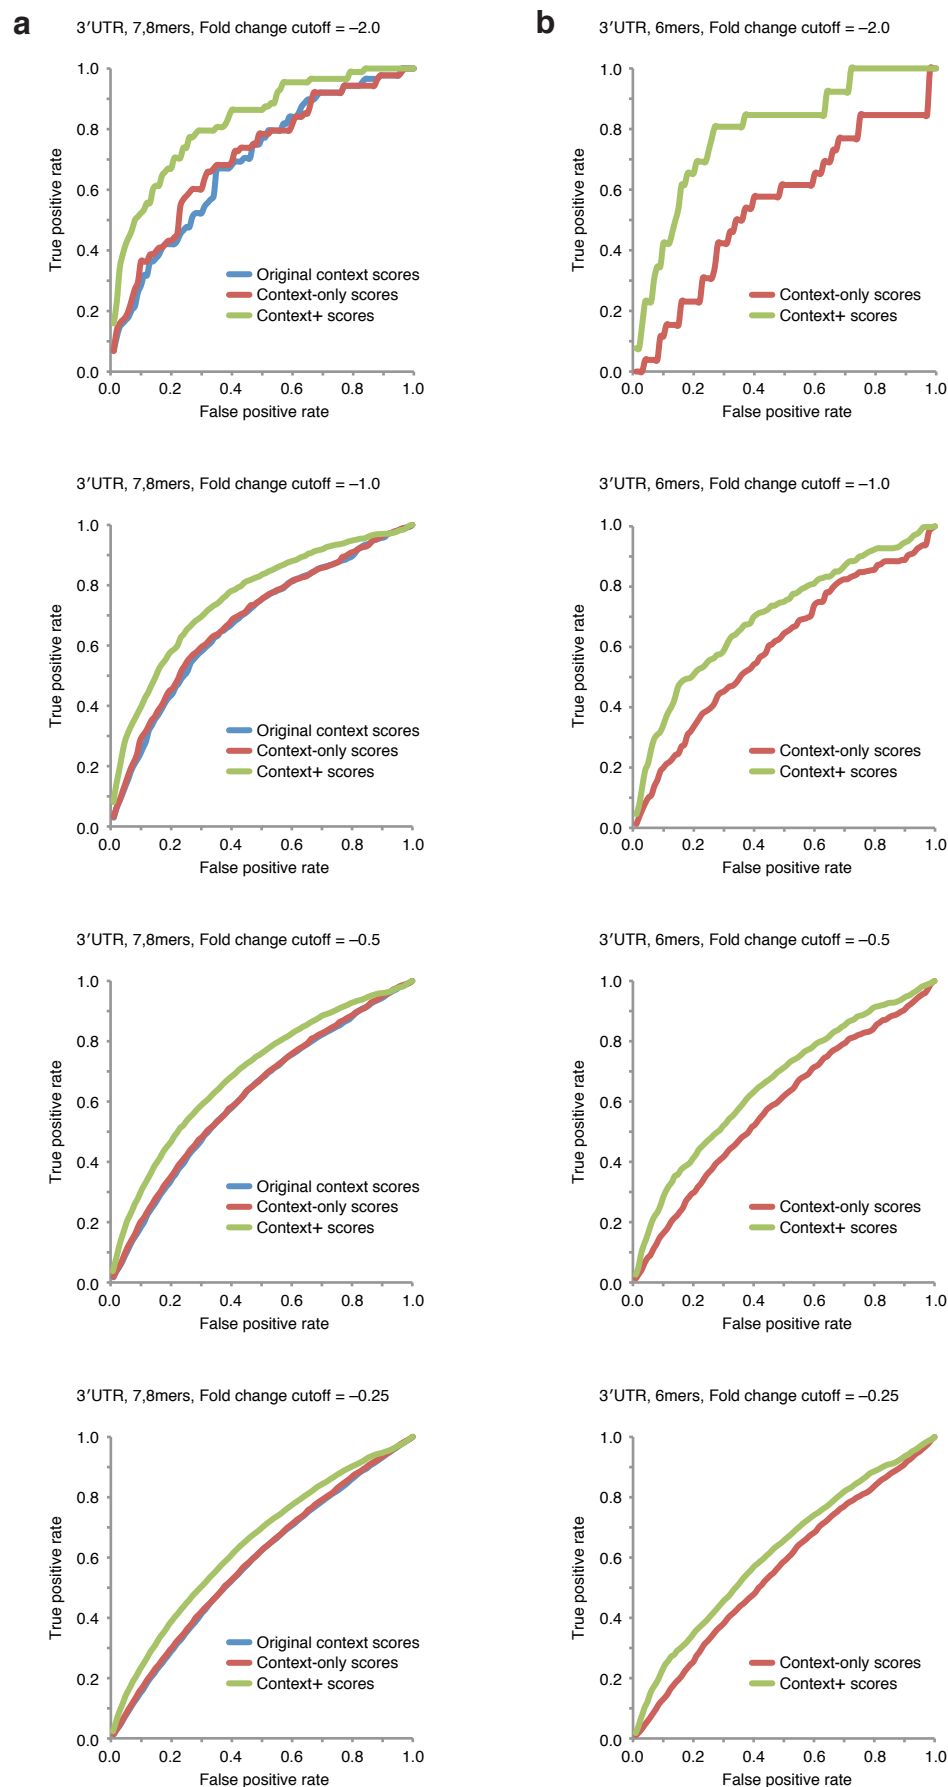 a
3′UTR, 7,8mers, Fold change cutoff = –2.0
True positive rate
1.0
0.8
0.6
0.4
0.2
0.0
Original context scores
Context-only scores
Context+ scores
0.0 0.2 0.4 0.6 0.8 1.0
False positive rate
b
3′UTR, 6mers, Fold change cutoff = –2.0
True positive rate
1.0
0.8
0.6
0.4
0.2
0.0
Context-only scores
Context+ scores
0.0 0.2 0.4 0.6 0.8 1.0
False positive rate
3′UTR, 7,8mers, Fold change cutoff = –1.0
True positive rate
1.0
0.8
0.6
0.4
0.2
0.0
Original context scores
Context-only scores
Context+ scores
0.0 0.2 0.4 0.6 0.8 1.0
False positive rate
3′UTR, 6mers, Fold change cutoff = –1.0
True positive rate
1.0
0.8
0.6
0.4
0.2
0.0
Context-only scores
Context+ scores
0.0 0.2 0.4 0.6 0.8 1.0
False positive rate
3′UTR, 7,8mers, Fold change cutoff = –0.5
True positive rate
1.0
0.8
0.6
0.4
0.2
0.0
Original context scores
Context-only scores
Context+ scores
0.0 0.2 0.4 0.6 0.8 1.0
False positive rate
3′UTR, 6mers, Fold change cutoff = –0.5
True positive rate
1.0
0.8
0.6
0.4
0.2
0.0
Context-only scores
Context+ scores
0.0 0.2 0.4 0.6 0.8 1.0
False positive rate
3′UTR, 7,8mers, Fold change cutoff = –0.25
True positive rate
1.0
0.8
0.6
0.4
0.2
0.0
Original context scores
Context-only scores
Context+ scores
0.0 0.2 0.4 0.6 0.8 1.0
False positive rate
3′UTR, 6mers, Fold change cutoff = –0.25
True positive rate
1.0
0.8
0.6
0.4
0.2
0.0
Context-only scores
Context+ scores
0.0 0.2 0.4 0.6 0.8 1.0
False positive rate